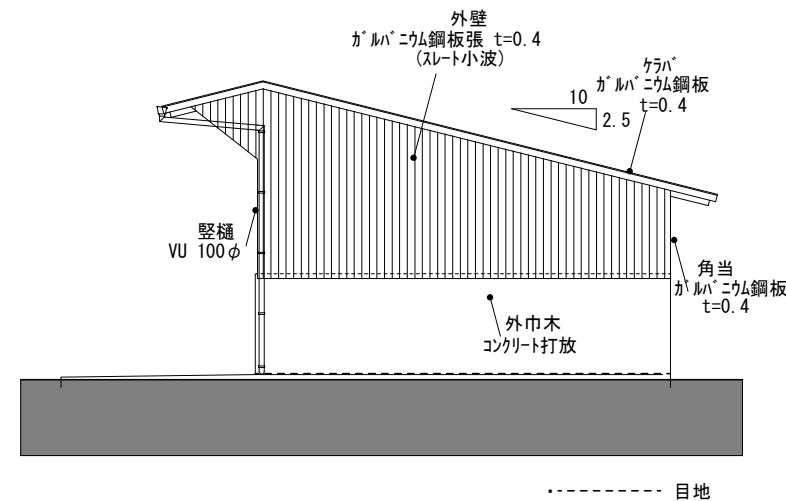 外壁
ｶﾞﾙﾊﾞﾆｳﾑ鋼板張 t=0.4
(ｽﾚｰﾄ小波)
ｹﾗﾊﾞ
ｶﾞﾙﾊﾞﾆｳﾑ鋼板
t=0.4
10
2.5
竪樋
VU 100φ
角当
ｶﾞﾙﾊﾞﾆｳﾑ鋼板
t=0.4
外巾木
ｺﾝｸﾘｰﾄ打放
目地